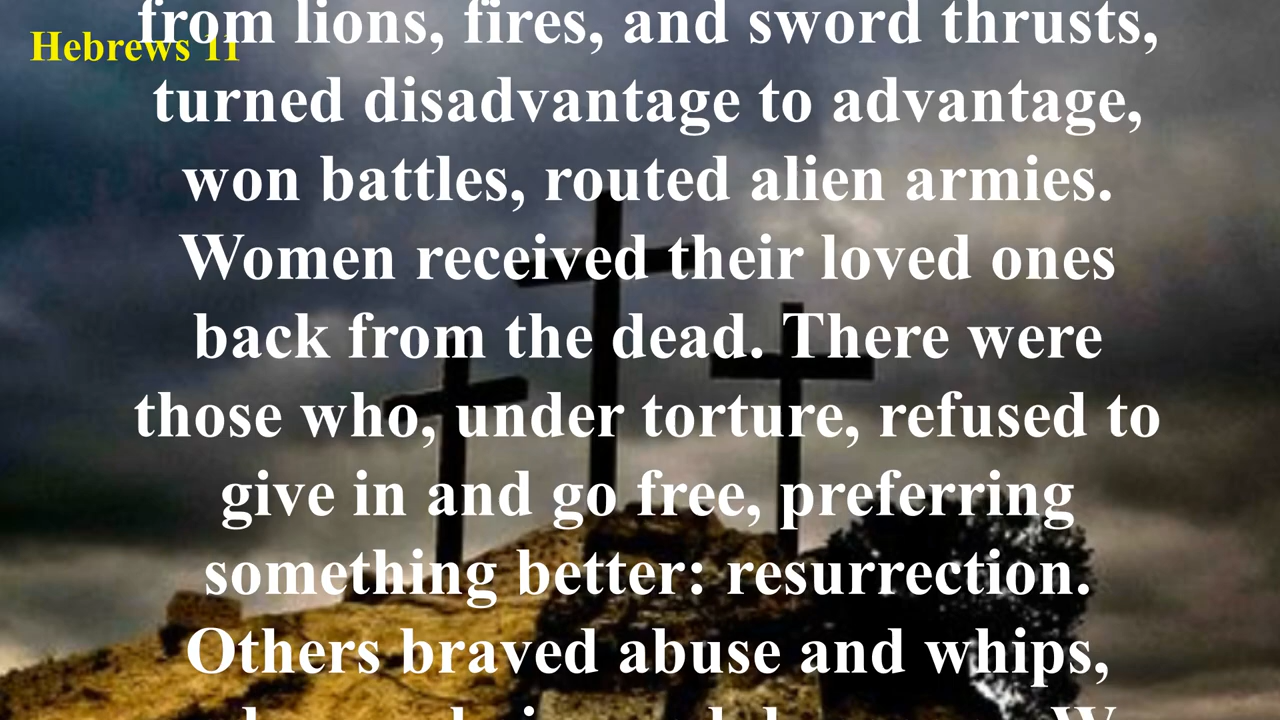 Hebrews 11
from lions, fires, and sword thrusts,
turned disadvantage to advantage,
won battles, routed alien armies.
Women received their loved ones
back from the dead. There were
those who, under torture, refused to
give in and go free, preferring
something better: resurrection.
Others braved abuse and whips,